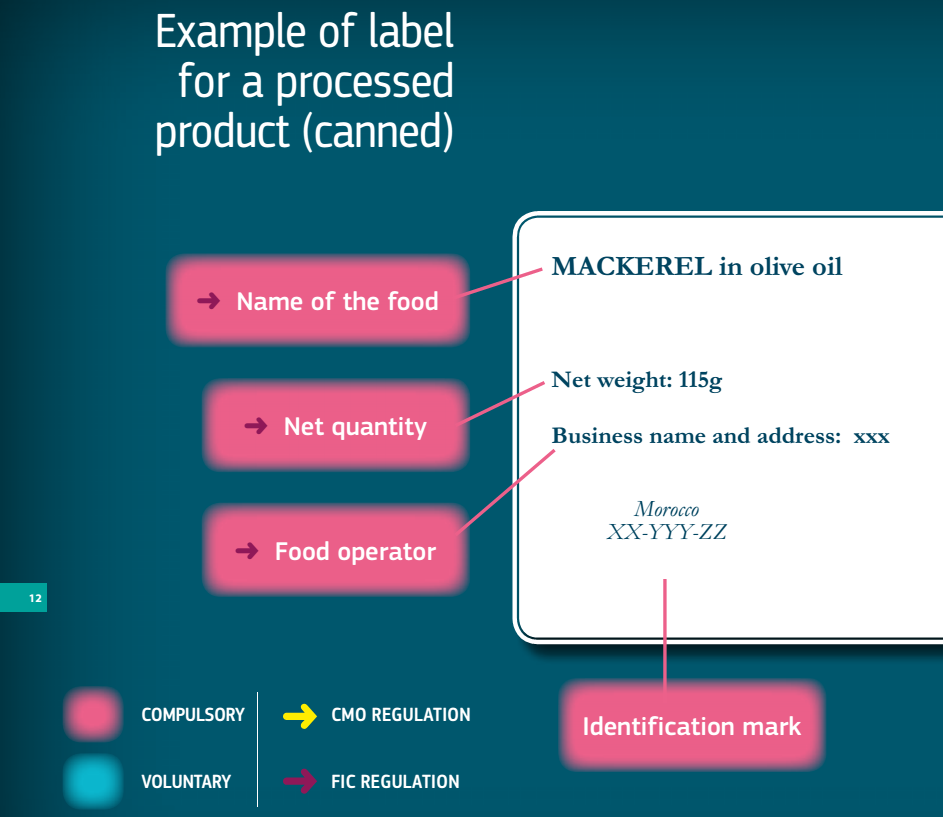 Example of label
for a processed
product (canned)
Name of the food
MACKEREL in olive oil
Net quantity
Net weight: 115g
Food operator
Business name and address: xxx
Morocco
XX-YYY-ZZ
12
Identification mark
COMPULSORY
CMO REGULATION
VOLUNTARY
FIC REGULATION